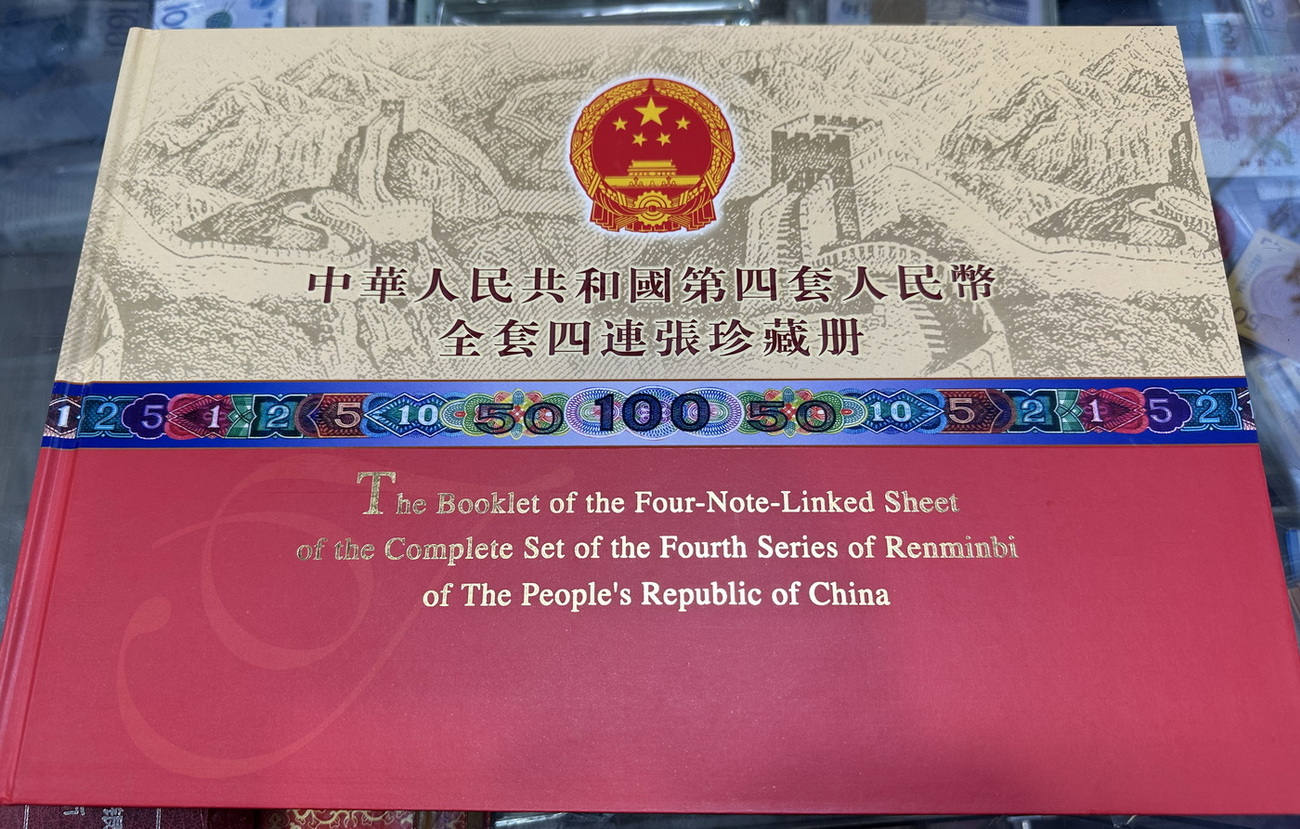 中華人民共和國第四套人民幣
全套四連張珍藏册
1 2 5 1 2 5 10 50 100 50 10 5 2 1 5 2
The Booklet of the Four-Note-Linked Sheet
of the Complete Set of the Fourth Series of Renminbi
of The People's Republic of China